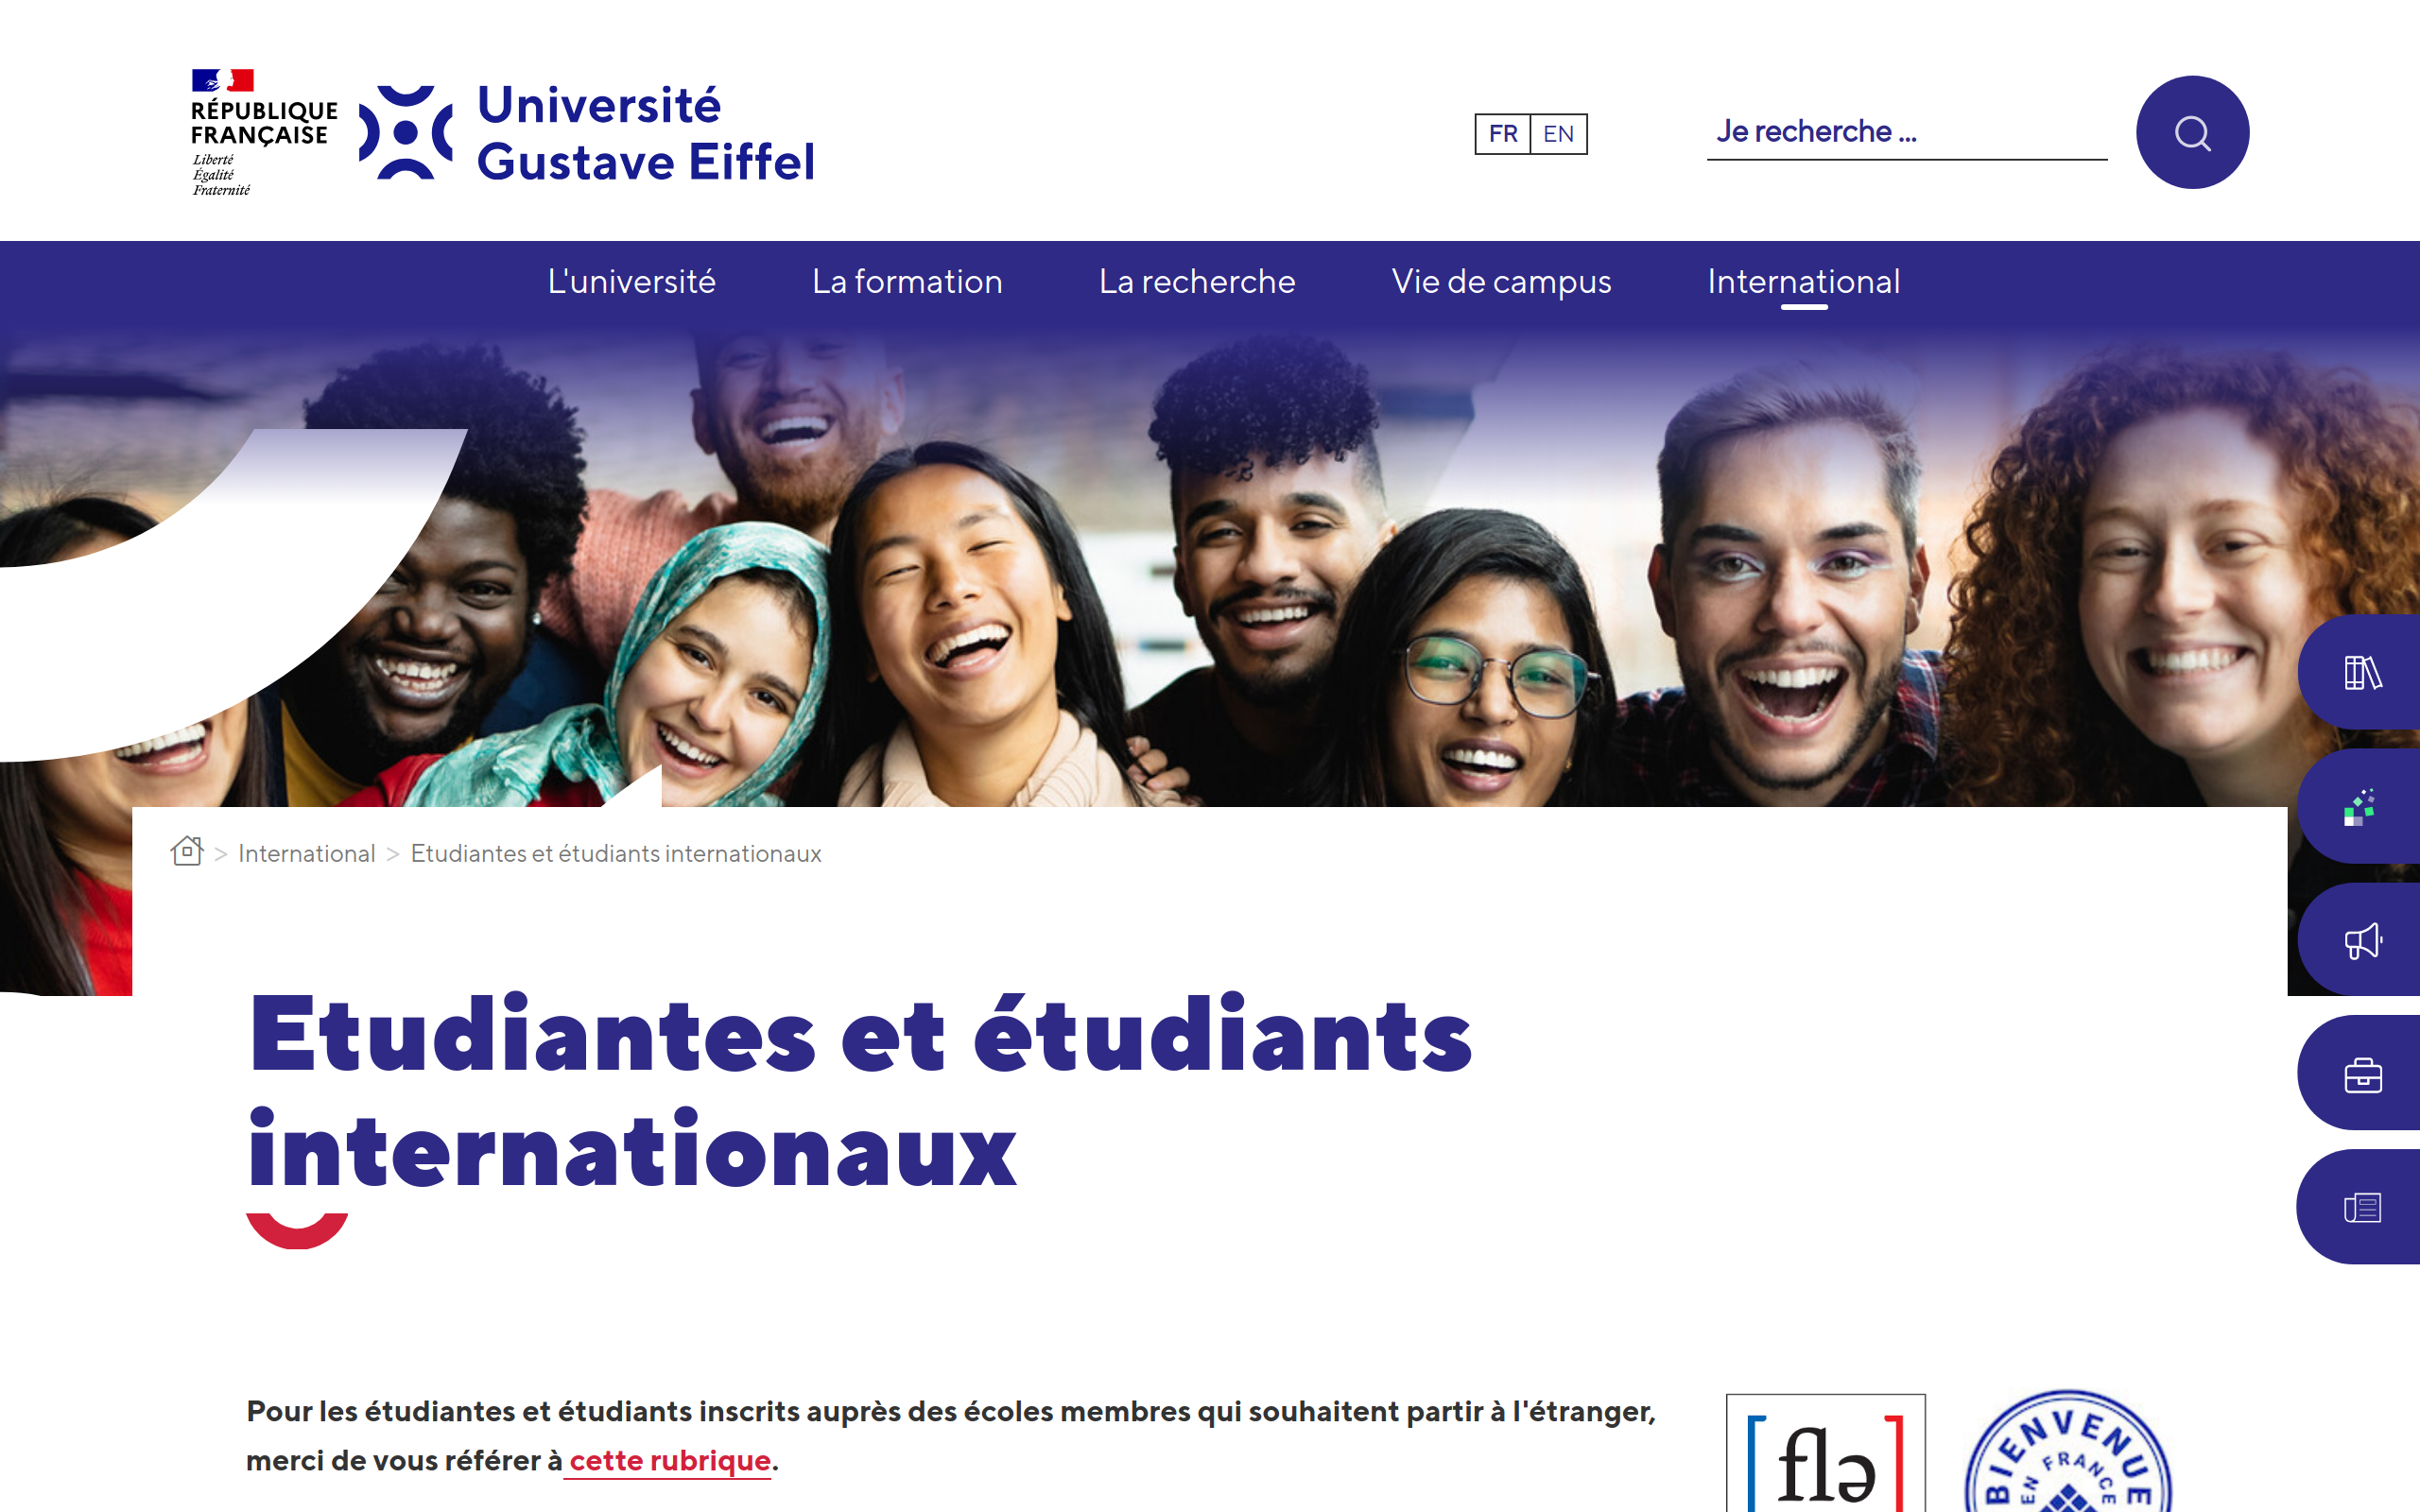 RÉPUBLIQUE
FRANÇAISE
Liberté
Égalité
Fraternité
Université
Gustave Eiffel
FR EN
Je recherche ...
L'université La formation La recherche Vie de campus International
> International > Etudiantes et étudiants internationaux
Etudiantes et étudiants
internationaux
Pour les étudiantes et étudiants inscrits auprès des écoles membres qui souhaitent partir à l'étranger,
merci de vous référer à cette rubrique.
[flə]
BIENVENUE
EN FRANCE